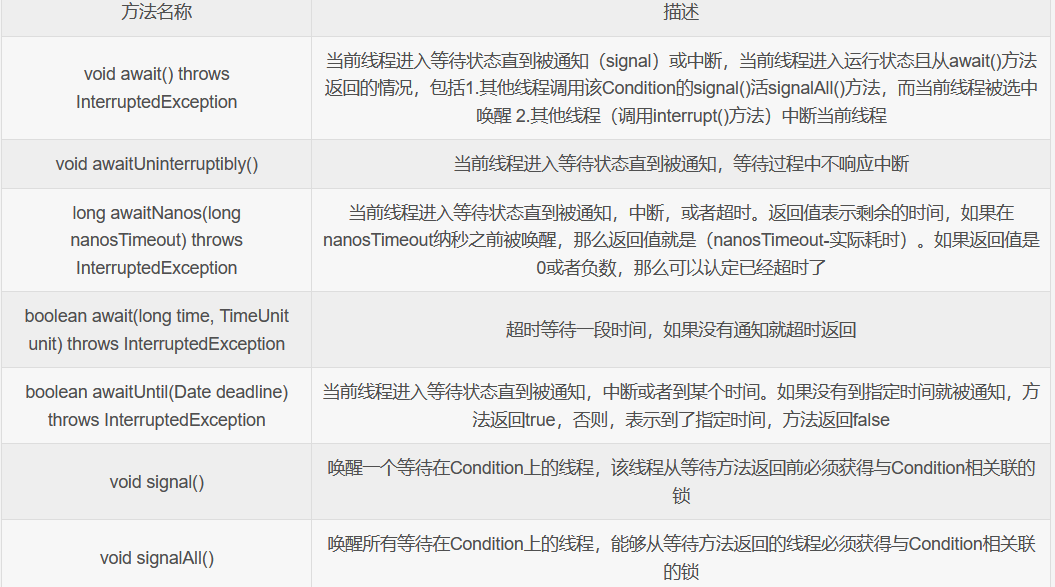 方法名称
描述
void await() throws
InterruptedException
当前线程进入等待状态直到被通知（signal）或中断，当前线程进入运行状态且从await()方法
返回的情况，包括1.其他线程调用该Condition的signal()活signalAll()方法，而当前线程被选中
唤醒 2.其他线程（调用interrupt()方法）中断当前线程
void awaitUninterruptibly()
当前线程进入等待状态直到被通知，等待过程中不响应中断
long awaitNanos(long
nanosTimeout) throws
InterruptedException
当前线程进入等待状态直到被通知，中断，或者超时。返回值表示剩余的时间，如果在
nanosTimeout纳秒之前被唤醒，那么返回值就是（nanosTimeout-实际耗时）。如果返回值是
0或者负数，那么可以认定已经超时了
boolean await(long time, TimeUnit
unit) throws InterruptedException
超时等待一段时间，如果没有通知就超时返回
boolean awaitUntil(Date deadline)
throws InterruptedException
当前线程进入等待状态直到被通知，中断或者到某个时间。如果没有到指定时间就被通知，方
法返回true，否则，表示到了指定时间，方法返回false
void signal()
唤醒一个等待在Condition上的线程，该线程从等待方法返回前必须获得与Condition相关联的
锁
void signalAll()
唤醒所有等待在Condition上的线程，能够从等待方法返回的线程必须获得与Condition相关联
的锁